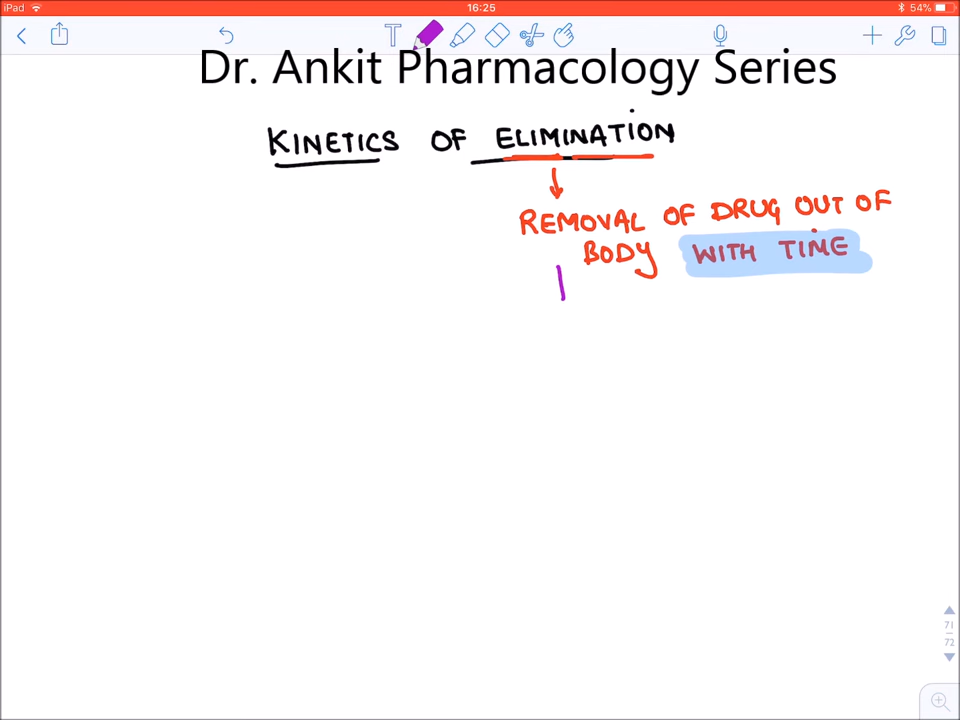 iPad 16:25 54%
T
Dr. Ankit Pharmacology Series
KINETICS OF ELIMINATION
REMOVAL OF DRUG OUT OF
BODY WITH TIME
71
72